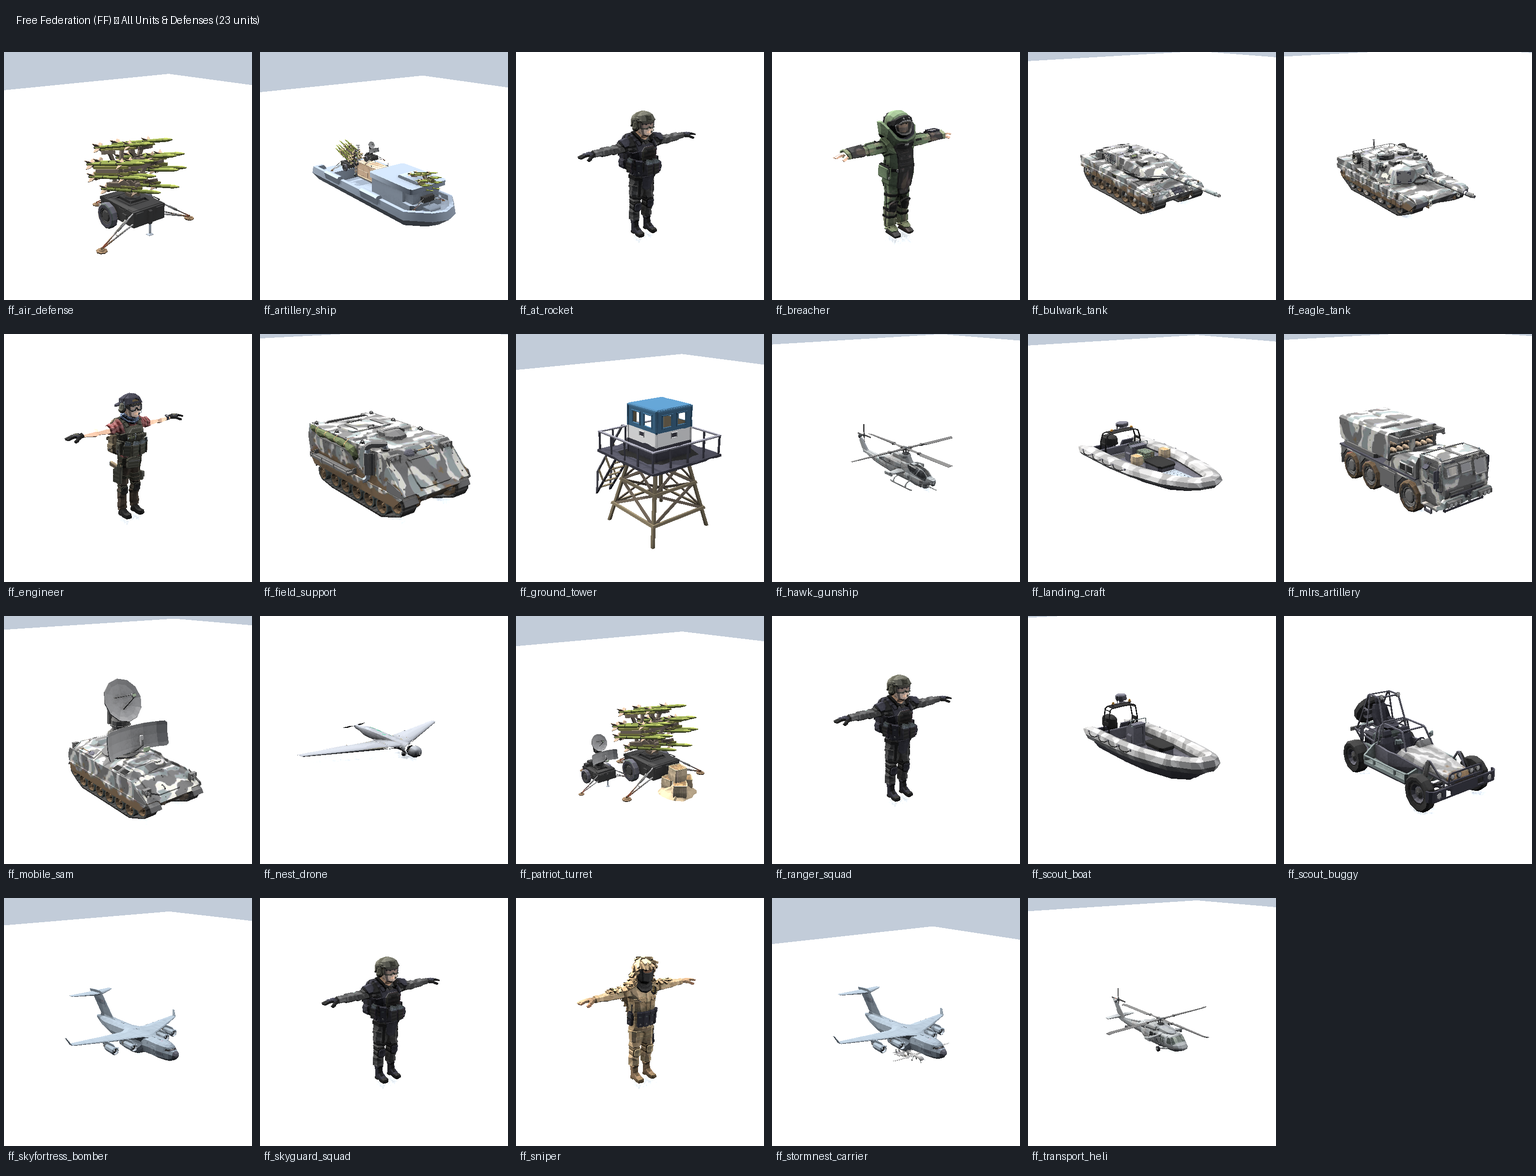 Free Federation (FF) ▯ All Units & Defenses (23 units)
ff_air_defense
ff_artillery_ship
ff_at_rocket
ff_breacher
ff_bulwark_tank
ff_eagle_tank
ff_engineer
ff_field_support
ff_ground_tower
ff_hawk_gunship
ff_landing_craft
ff_mlrs_artillery
ff_mobile_sam
ff_nest_drone
ff_patriot_turret
ff_ranger_squad
ff_scout_boat
ff_scout_buggy
ff_skyfortress_bomber
ff_skyguard_squad
ff_sniper
ff_stormnest_carrier
ff_transport_heli